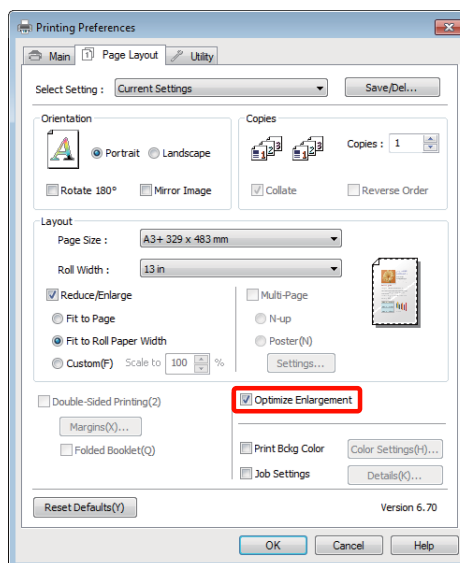 Printing Preferences
Main Page Layout Utility
Select Setting : Current Settings Save/Del...
Orientation
Portrait Landscape
Rotate 180° Mirror Image
Copies
Copies : 1
Collate Reverse Order
Layout
Page Size : A3+ 329 x 483 mm
Roll Width : 13 in
Reduce/Enlarge
Fit to Page
Fit to Roll Paper Width
Custom(F) Scale to 100 %
Multi-Page
N-up
Poster(N)
Settings...
Double-Sided Printing(2)
Margins(X)...
Folded Booklet(Q)
Optimize Enlargement
Print Bckg Color Color Settings(H)...
Job Settings Details(K)...
Reset Defaults(Y) Version 6.70
OK Cancel Help